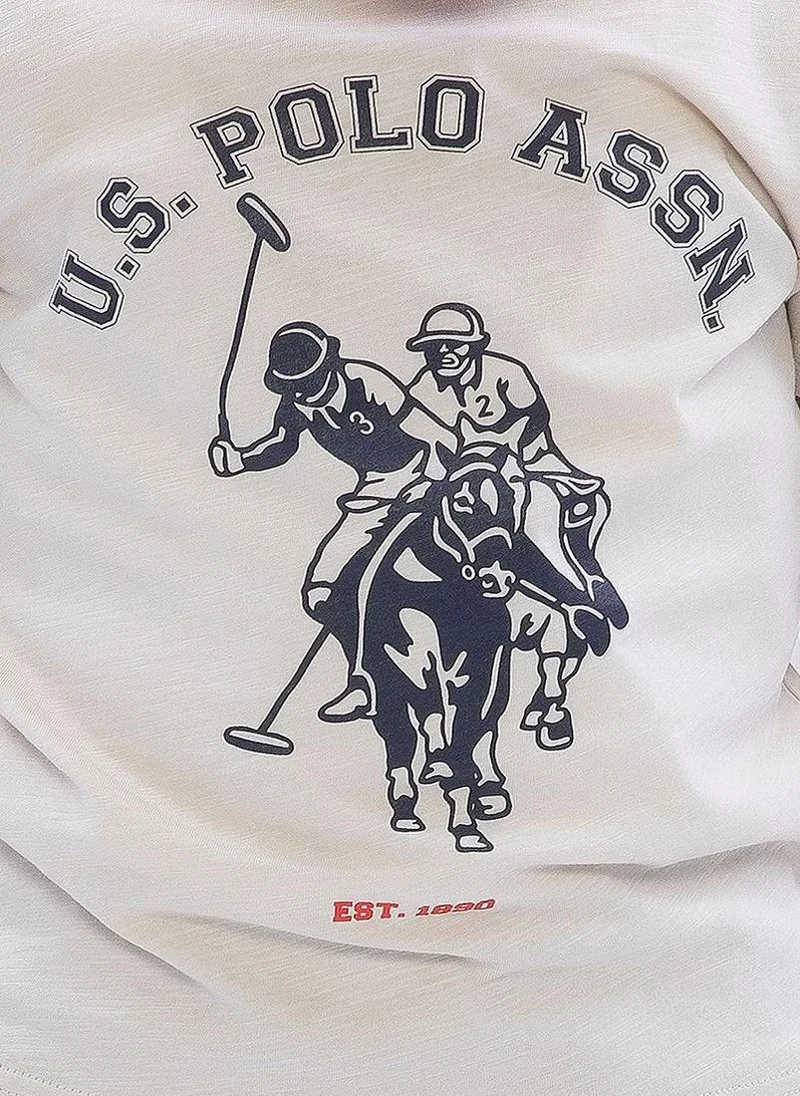 U.S. POLO ASSN.
3
2
EST. 1890